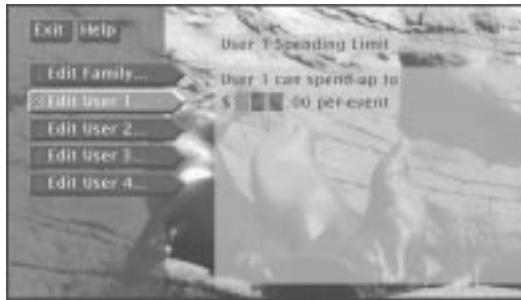 Exit Help
User 1 Spending Limit
Edit Family...
User 1 can spend up to
Edit User 1
$ .00 per event
Edit User 2...
Edit User 3...
Edit User 4...